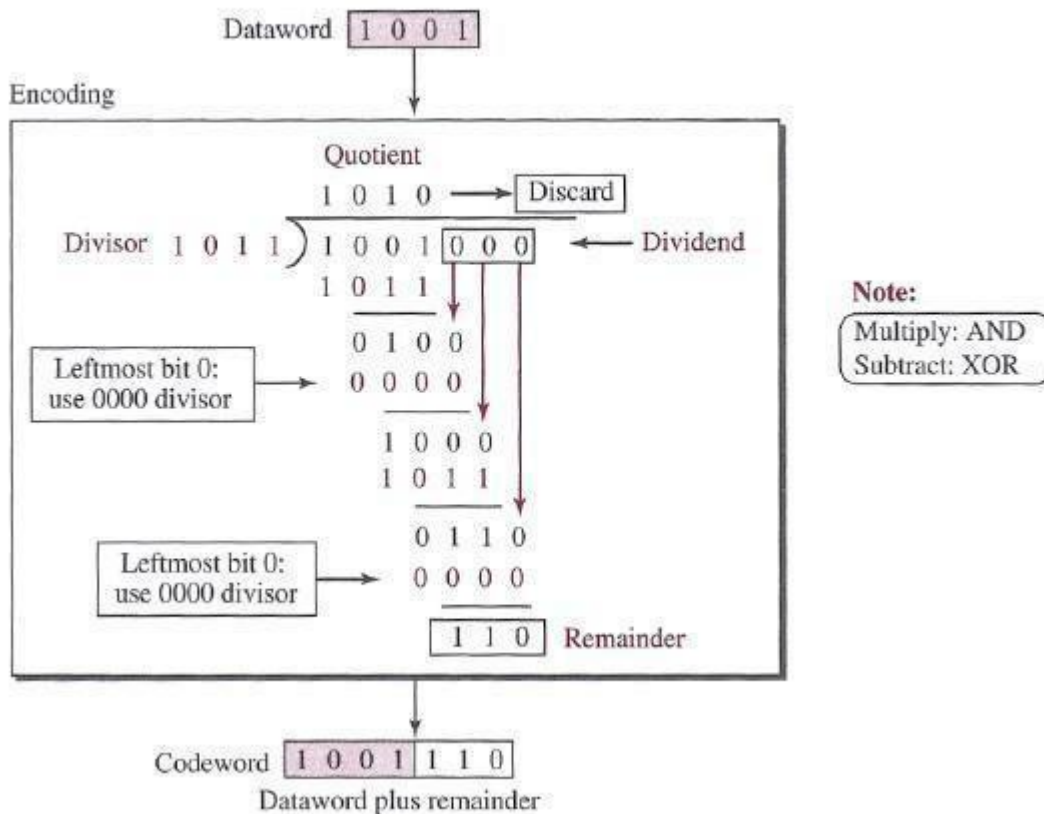 Dataword 1 0 0 1
Encoding
Quotient
1 0 1 0 Discard
Divisor 1 0 1 1 1 0 0 1 0 0 0 Dividend
1 0 1 1
Note:
Multiply: AND
Subtract: XOR
0 1 0 0
Leftmost bit 0:
use 0000 divisor
0 0 0 0
1 0 0 0
1 0 1 1
0 1 1 0
Leftmost bit 0:
use 0000 divisor
0 0 0 0
1 1 0 Remainder
Codeword 1 0 0 1 1 1 0
Dataword plus remainder